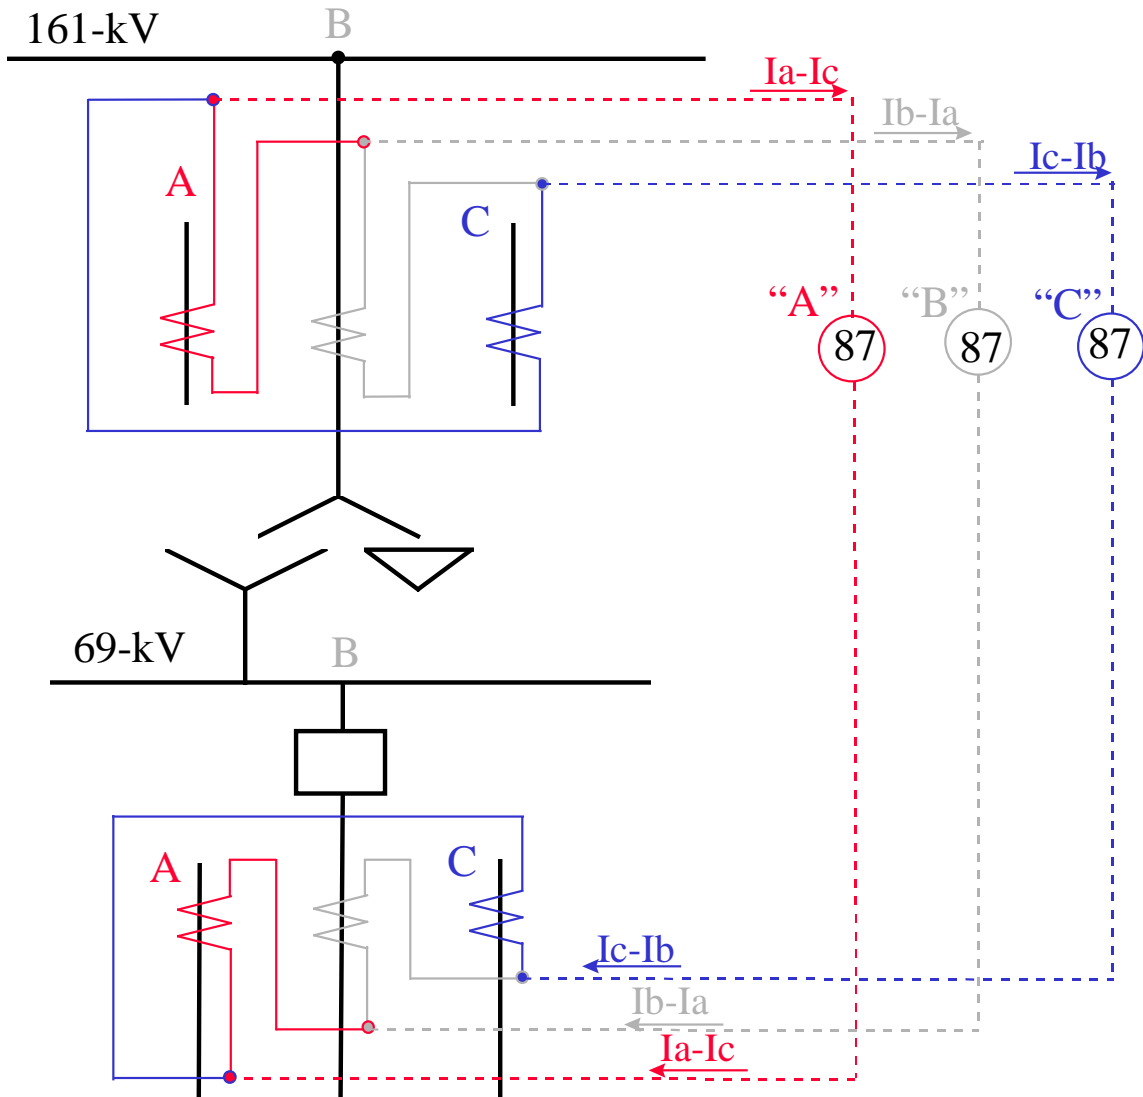 161-kV
B
Ia-Ic
Ib-Ia
Ic-Ib
A
C
“A”
“B”
“C”
87
87
87
69-kV
B
A
C
Ic-Ib
Ib-Ia
Ia-Ic